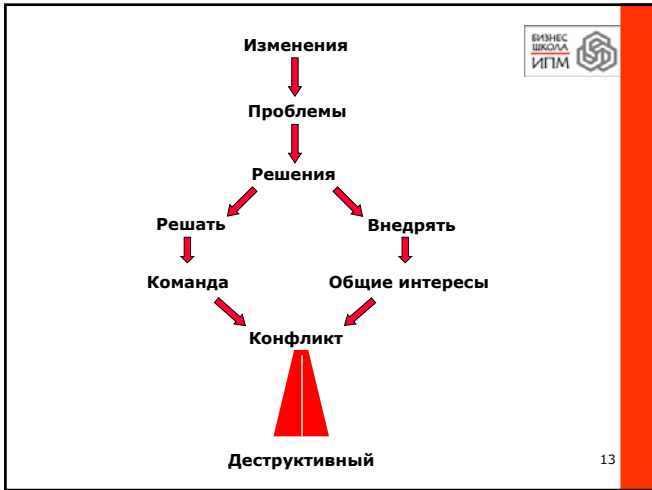 Изменения
БИЗНЕС
ШКОЛА
ИПМ
Проблемы
Решения
Решать
Внедрять
Команда
Общие интересы
Конфликт
Деструктивный
13